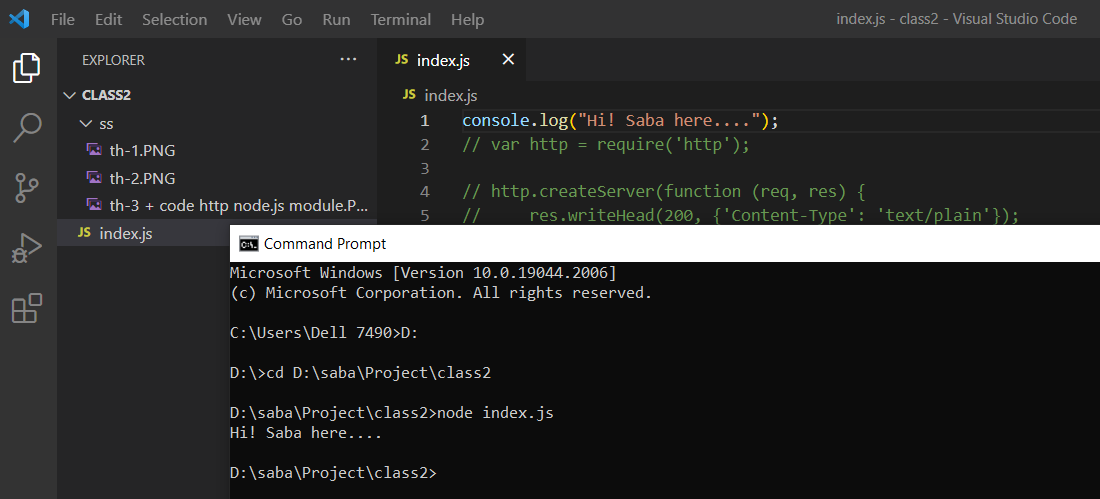 File Edit Selection View Go Run Terminal Help index.js - class2 - Visual Studio Code
EXPLORER ...
CLASS2
ss
th-1.PNG
th-2.PNG
th-3 + code http node.js module.P...
JS index.js
JS index.js ×
JS index.js
1 console.log("Hi! Saba here....");
2 // var http = require('http');
3
4 // http.createServer(function (req, res) {
5 //     res.writeHead(200, {'Content-Type': 'text/plain'});
C:\. Command Prompt
Microsoft Windows [Version 10.0.19044.2006]
(c) Microsoft Corporation. All rights reserved.
C:\Users\Dell 7490>D:
D:\>cd D:\saba\Project\class2
D:\saba\Project\class2>node index.js
Hi! Saba here....
D:\saba\Project\class2>